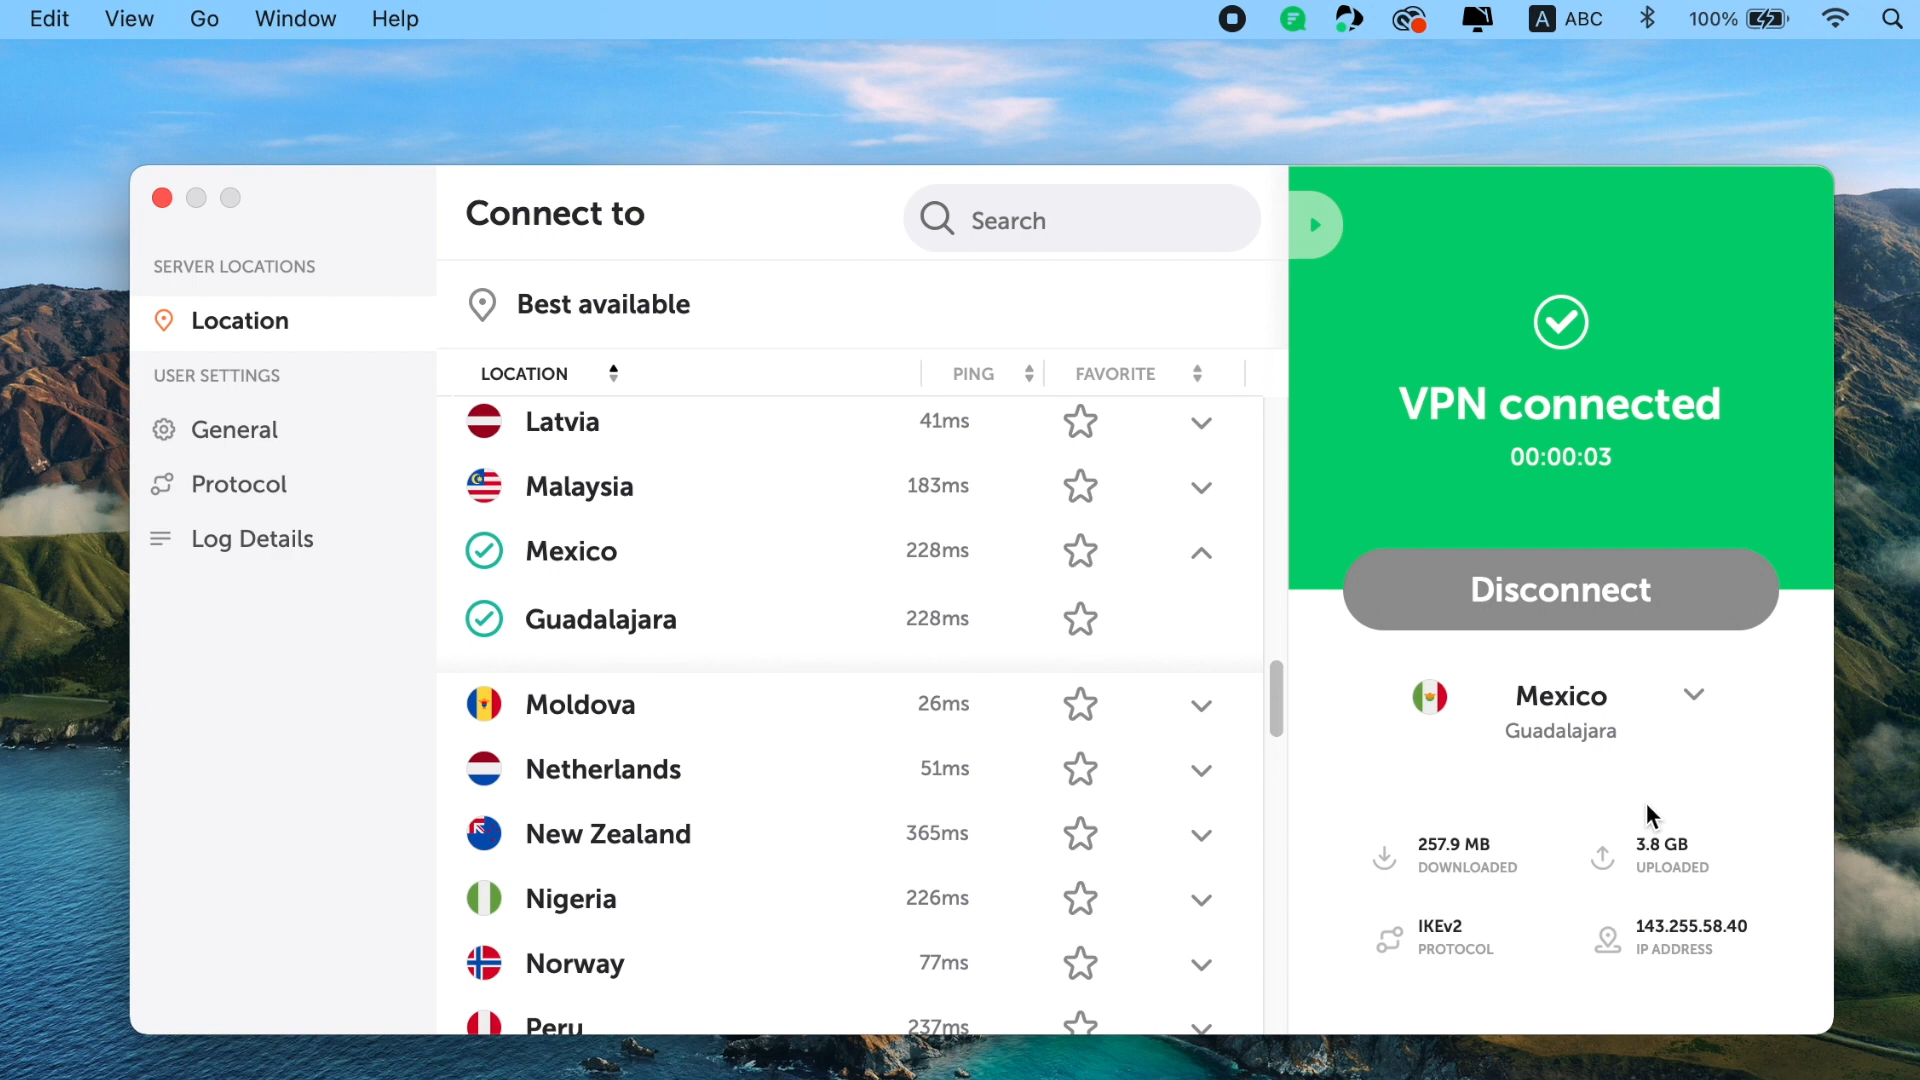 Edit View Go Window Help A ABC 100%
Connect to
Search
SERVER LOCATIONS
Location
USER SETTINGS
General
Protocol
Log Details
Best available
LOCATION PING FAVORITE
Latvia 41ms
Malaysia 183ms
Mexico 228ms
Guadalajara 228ms
Moldova 26ms
Netherlands 51ms
New Zealand 365ms
Nigeria 226ms
Norway 77ms
Peru 237ms
VPN connected
00:00:03
Disconnect
Mexico
Guadalajara
257.9 MB
DOWNLOADED
3.8 GB
UPLOADED
IKEv2
PROTOCOL
143.255.58.40
IP ADDRESS